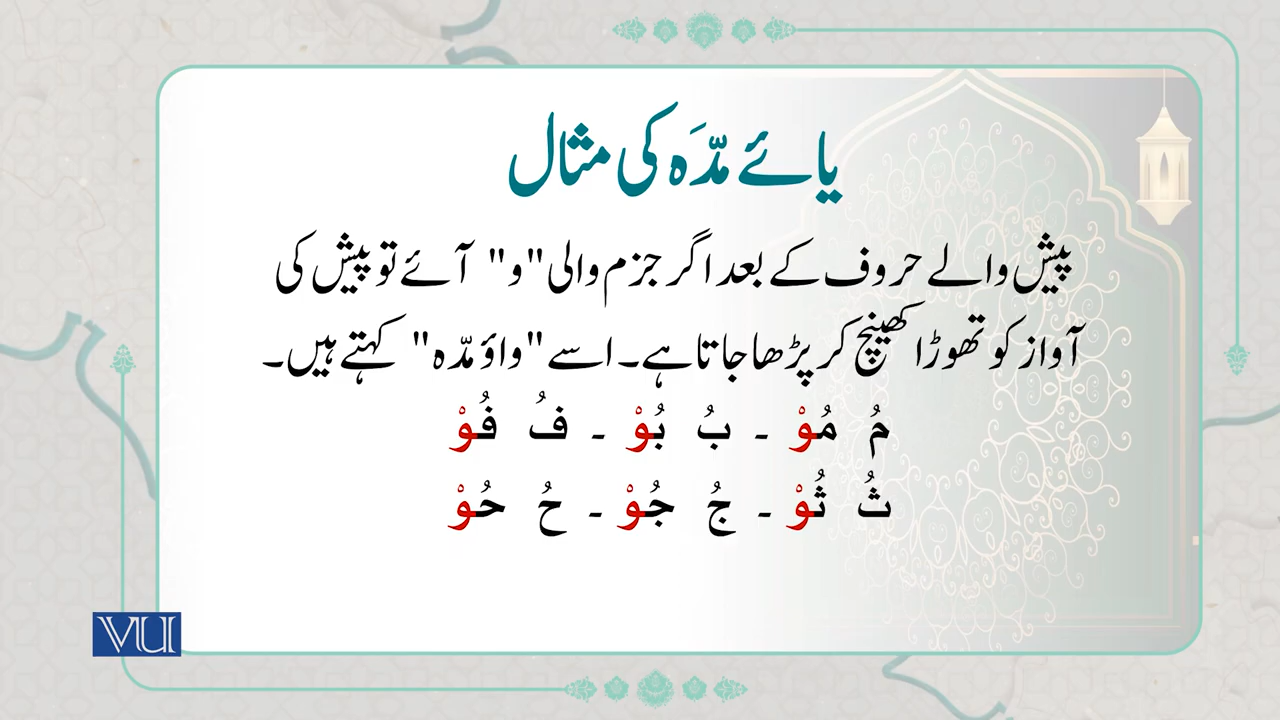 یائے مدّہَ کی مثال
پیش والے حروف کے بعد اگر جزم والی "و" آئے تو پیش کی
آواز کو تھوڑا کھینچ کر پڑھا جاتا ہے۔ اسے "واؤ مدّہ" کہتے ہیں۔
مُ مُوْ ۔ بُ بُوْ ۔ فُ فُوْ
ثُ ثُوْ ۔ جُ جُوْ ۔ حُ حُوْ
VU